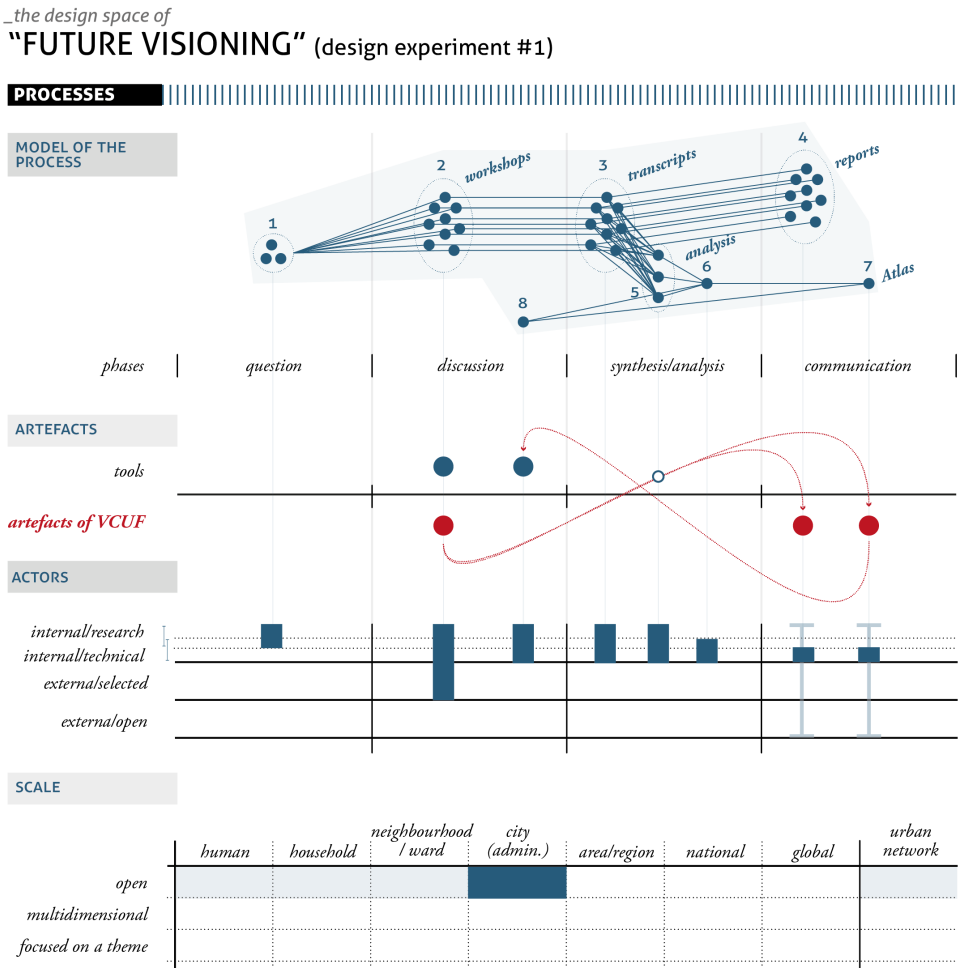 _the design space of
“FUTURE VISIONING” (design experiment #1)
PROCESSES
MODEL OF THE
PROCESS
1
2
workshops
3
transcripts
4
reports
analysis
5
6
7
Atlas
8
phases
question
discussion
synthesis/analysis
communication
ARTEFACTS
tools
artefacts of VCUF
ACTORS
internal/research
internal/technical
external/selected
external/open
SCALE
human
household
neighbourhood
/ ward
city
(admin.)
area/region
national
global
urban
network
open
multidimensional
focused on a theme